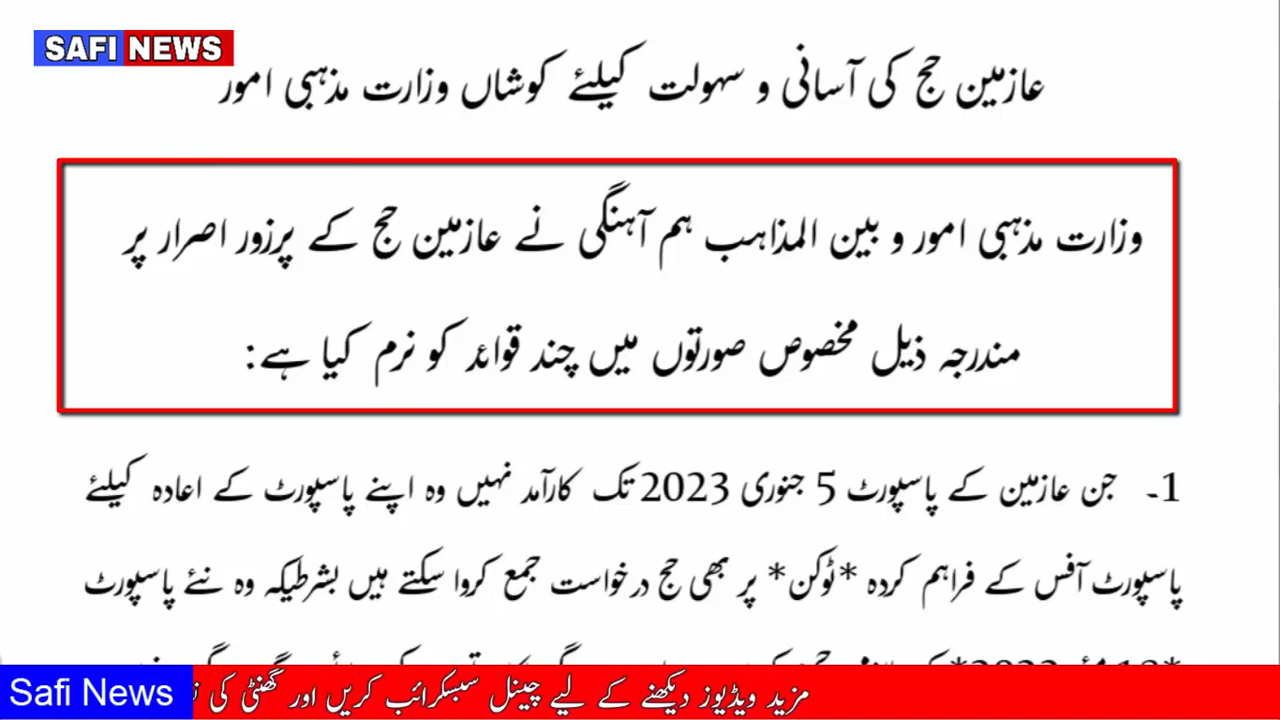 SAFI NEWS
عازمین حج کی آسانی و سہولت کیلئے کوشاں وزارت مذہبی امور
وزارت مذہبی امور و بین المذاہب ہم آہنگی نے عازمین حج کے پرزور اصرار پر
مندرجہ ذیل مخصوص صورتوں میں چند قوائد کو نرم کیا ہے:
1۔ جن عازمین کے پاسپورٹ 5 جنوری 2023 تک کارآمد نہیں وہ اپنے پاسپورٹ کے اعادہ کیلئے
پاسپورٹ آفس کے فراہم کردہ *ٹوکن* پر بھی حج درخواست جمع کروا سکتے ہیں بشرطیکہ وہ نئے پاسپورٹ
Safi News
مزید ویڈیوز دیکھنے کے لیے چینل سبسکرائب کریں اور گھنٹی کی